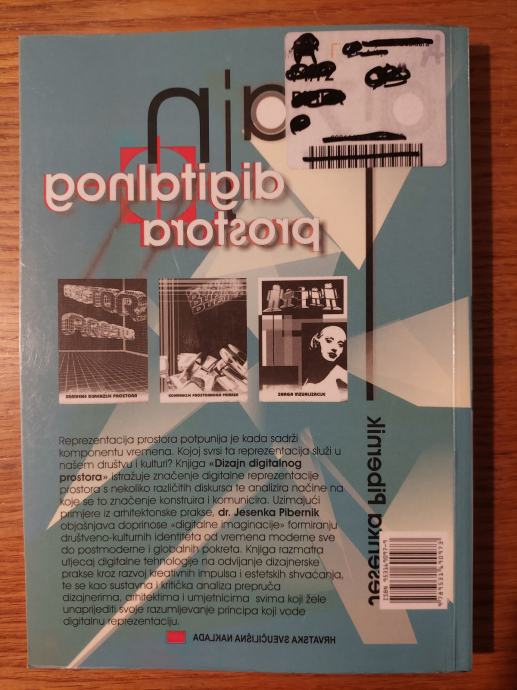 digitalnog
prostora
Jesenka Pibernik
Reprezentacija prostora potpunija je kada sadrži
komponentu vremena. Kojoj svrsi ta reprezentacija služi u
našem društvu i kulturi? Knjiga «Dizajn digitalnog
prostora» istražuje značenje digitalne reprezentacije
prostora s nekoliko različitih diskursa te analizira načine na
koje se to značenje konstruira i komunicira. Uzimajući
primjere iz arhitektonske prakse, dr. Jesenka Pibernik
objašnjava doprinose «digitalne imaginacije» formiranju
društveno-kulturnih identiteta od vremena moderne sve
do postmoderne i globalnih pokreta. Knjiga razmatra
utjecaj digitalne tehnologije na odvijanje dizajnerske
prakse kroz razvoj kreativnih impulsa i estetskih shvaćanja,
te se kao sustavna i kritička analiza prepruča
dizajnerima, arhitektima i umjetnicima svima koji žele
unaprijediti svoje razumljevanje principa koji vode
digitalnu reprezentaciju.
HRVATSKA SVEUČILIŠNA NAKLADA